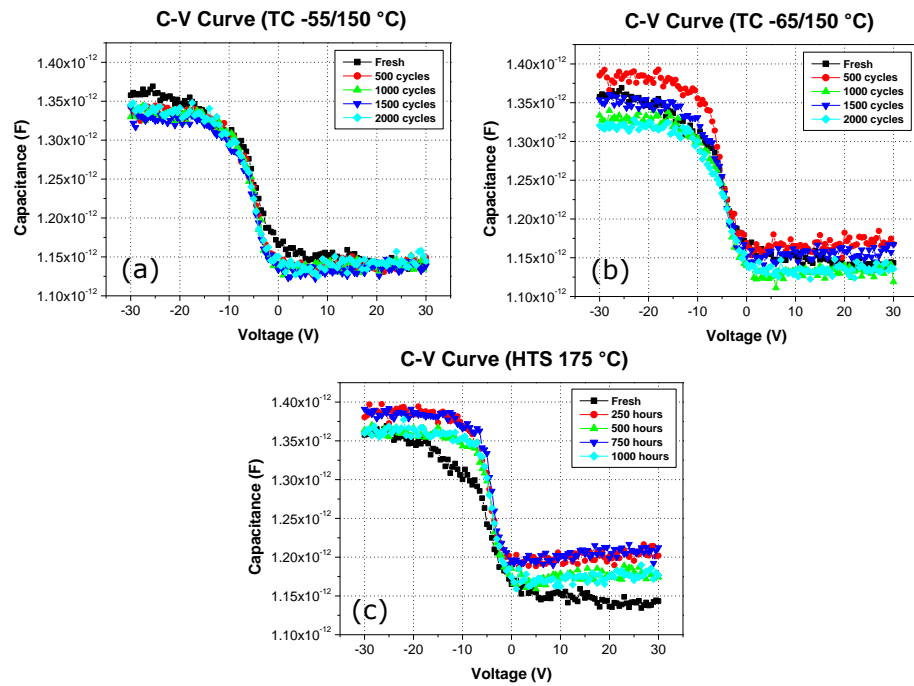 C-V Curve (TC -55/150 °C)
Capacitance (F)
1.40x10⁻¹²
1.35x10⁻¹²
1.30x10⁻¹²
1.25x10⁻¹²
1.20x10⁻¹²
1.15x10⁻¹²
1.10x10⁻¹²
Fresh
500 cycles
1000 cycles
1500 cycles
2000 cycles
(a)
-30 -20 -10 0 10 20 30
Voltage (V)
C-V Curve (TC -65/150 °C)
Capacitance (F)
1.40x10⁻¹²
1.35x10⁻¹²
1.30x10⁻¹²
1.25x10⁻¹²
1.20x10⁻¹²
1.15x10⁻¹²
1.10x10⁻¹²
Fresh
500 cycles
1000 cycles
1500 cycles
2000 cycles
(b)
-30 -20 -10 0 10 20 30
Voltage (V)
C-V Curve (HTS 175 °C)
Capacitance (F)
1.40x10⁻¹²
1.35x10⁻¹²
1.30x10⁻¹²
1.25x10⁻¹²
1.20x10⁻¹²
1.15x10⁻¹²
1.10x10⁻¹²
Fresh
250 hours
500 hours
750 hours
1000 hours
(c)
-30 -20 -10 0 10 20 30
Voltage (V)